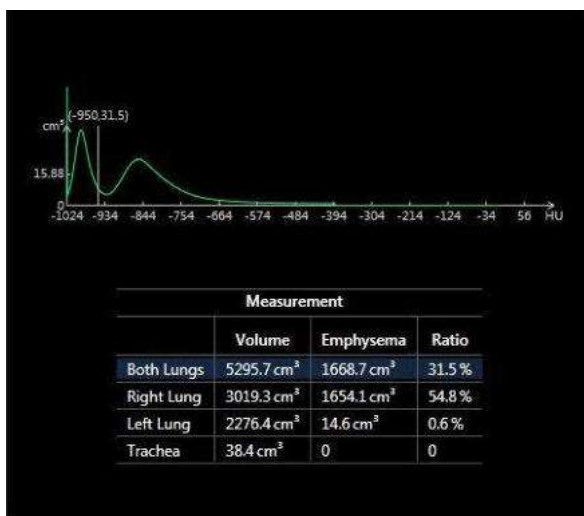 (-950,31.5)
cm³
15.88
0
-1024 -934 -844 -754 -664 -574 -484 -394 -304 -214 -124 -34 56 HU
Measurement
Volume Emphysema Ratio
Both Lungs 5295.7 cm³ 1668.7 cm³ 31.5 %
Right Lung 3019.3 cm³ 1654.1 cm³ 54.8 %
Left Lung 2276.4 cm³ 14.6 cm³ 0.6 %
Trachea 38.4 cm³ 0 0